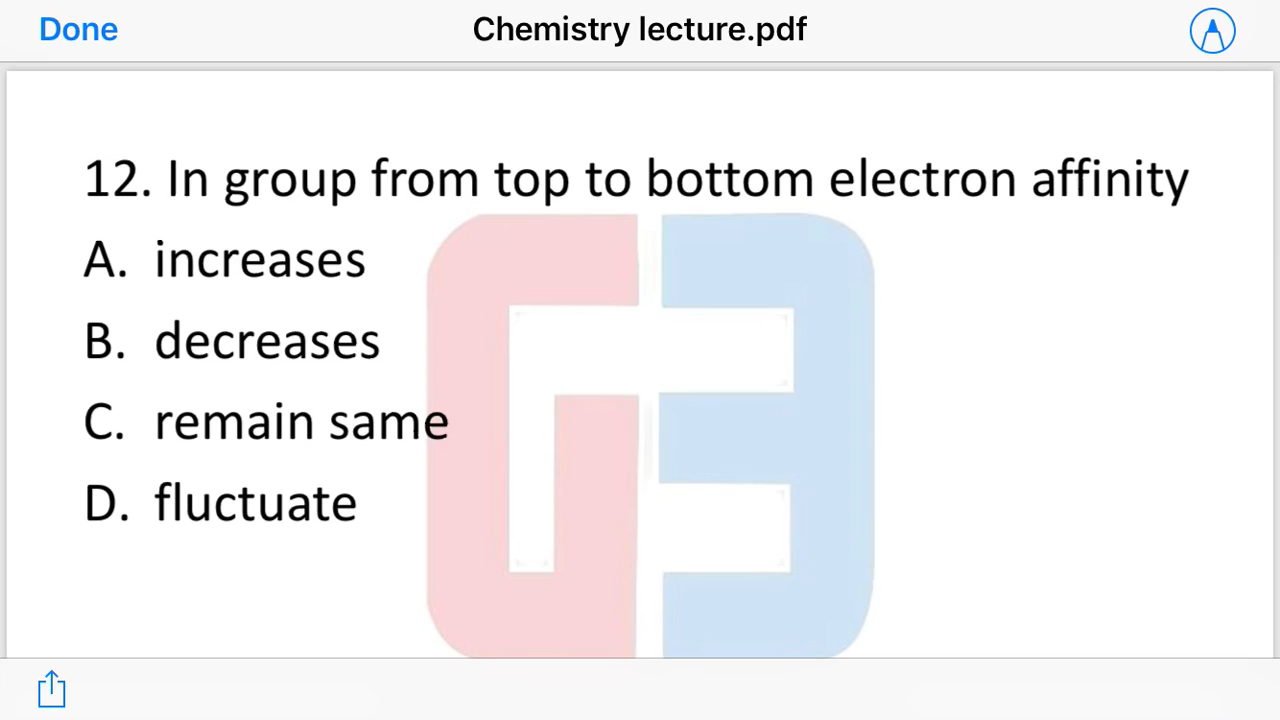 Done
Chemistry lecture.pdf
12. In group from top to bottom electron affinity
A. increases
B. decreases
C. remain same
D. fluctuate